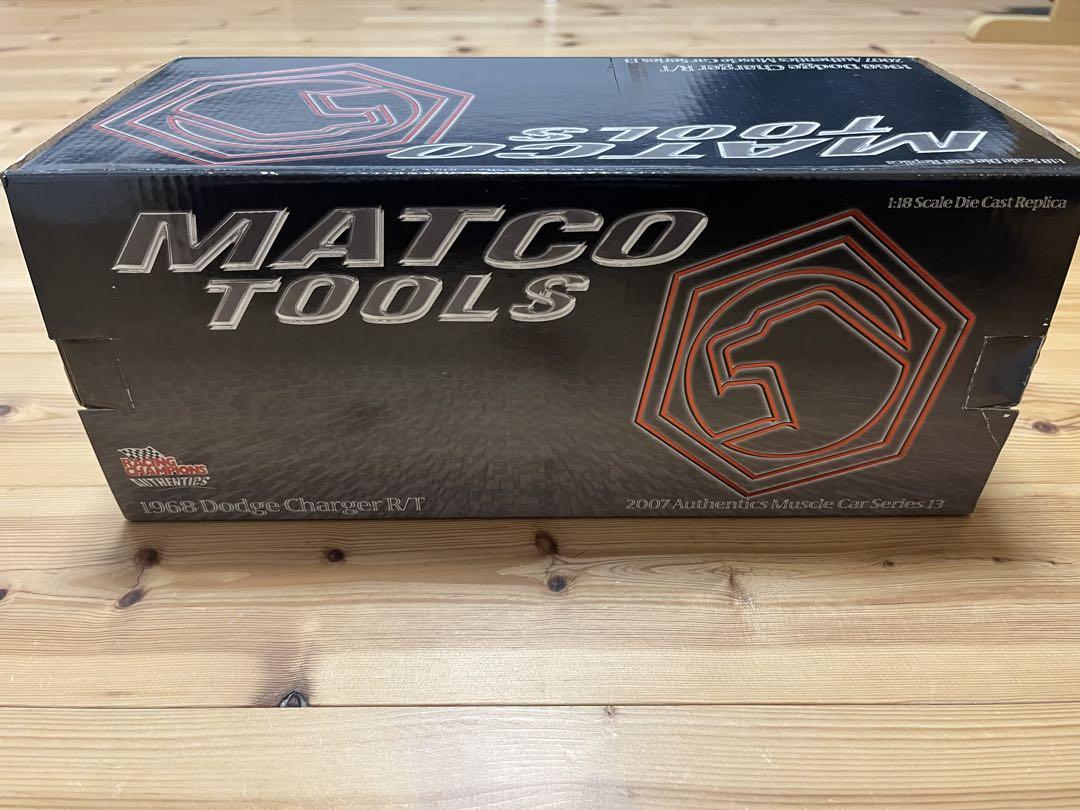 1968 Dodge Charger R/T
2007 Authentics Muscle Car Series 13
MATCO
TOOLS
1:18 Scale Die Cast Replica
1:18 Scale Die Cast Replica
MATCO
TOOLS
RACING
CHAMPIONS
AUTHENTICS
1968 Dodge Charger R/T
2007 Authentics Muscle Car Series 13